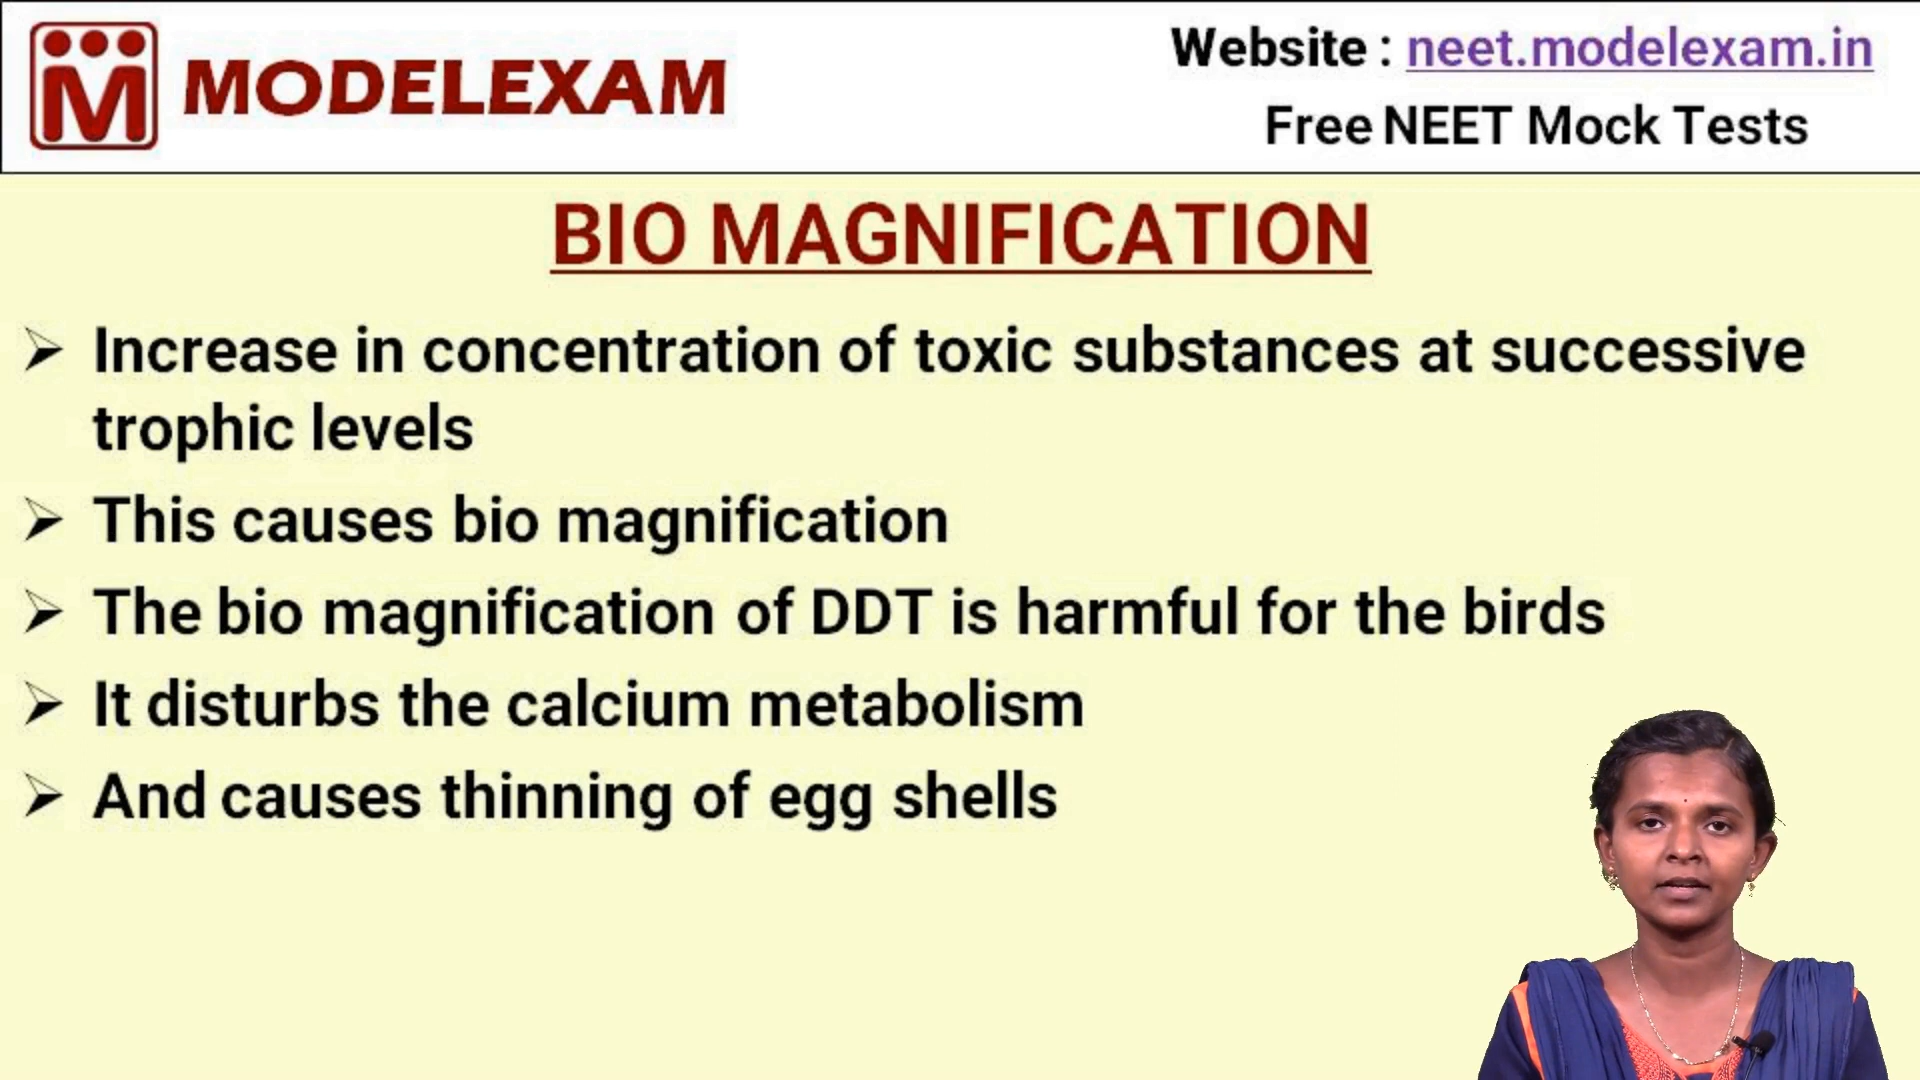 MODELEXAM
Website : neet.modelexam.in
Free NEET Mock Tests
BIO MAGNIFICATION
➢ Increase in concentration of toxic substances at successive
trophic levels
➢ This causes bio magnification
➢ The bio magnification of DDT is harmful for the birds
➢ It disturbs the calcium metabolism
➢ And causes thinning of egg shells